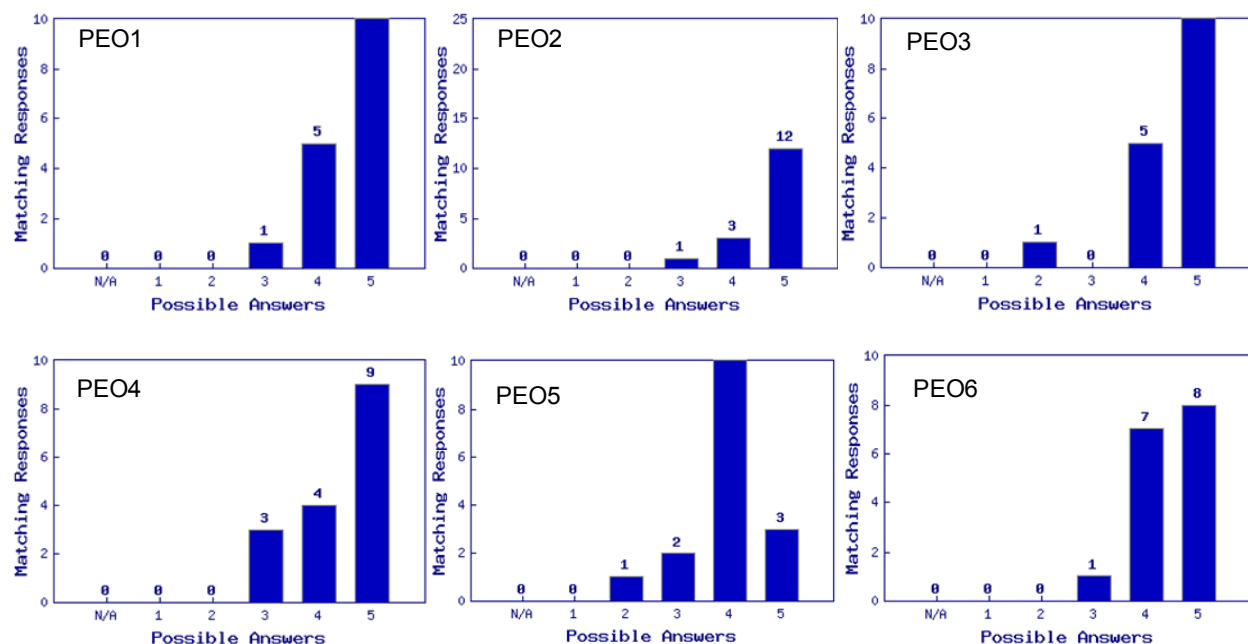 PEO1
10
8
6
4
2
0
Matching Responses
0 0 0 1 5
N/A 1 2 3 4 5
Possible Answers
PEO2
25
20
15
10
5
0
Matching Responses
0 0 0 1 3 12
N/A 1 2 3 4 5
Possible Answers
PEO3
10
8
6
4
2
0
Matching Responses
0 0 1 0 5
N/A 1 2 3 4 5
Possible Answers
PEO4
10
8
6
4
2
0
Matching Responses
0 0 0 3 4 9
N/A 1 2 3 4 5
Possible Answers
PEO5
10
8
6
4
2
0
Matching Responses
0 0 1 2 3
N/A 1 2 3 4 5
Possible Answers
PEO6
10
8
6
4
2
0
Matching Responses
0 0 0 1 7 8
N/A 1 2 3 4 5
Possible Answers